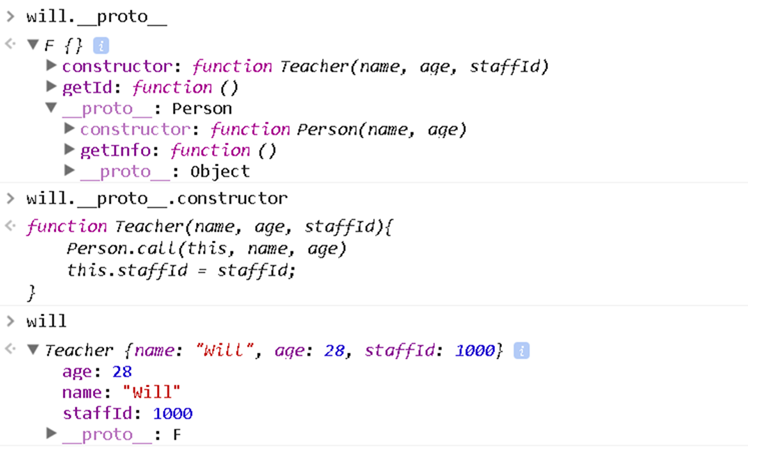 > will.__proto__
<· ▼ F {} i
▶ constructor: function Teacher(name, age, staffId)
▶ getId: function ()
▼ __proto__: Person
▶ constructor: function Person(name, age)
▶ getInfo: function ()
▶ __proto__: Object
> will.__proto__.constructor
<· function Teacher(name, age, staffId){
Person.call(this, name, age)
this.staffId = staffId;
}
> will
<· ▼ Teacher {name: "Will", age: 28, staffId: 1000} i
age: 28
name: "Will"
staffId: 1000
▶ __proto__: F